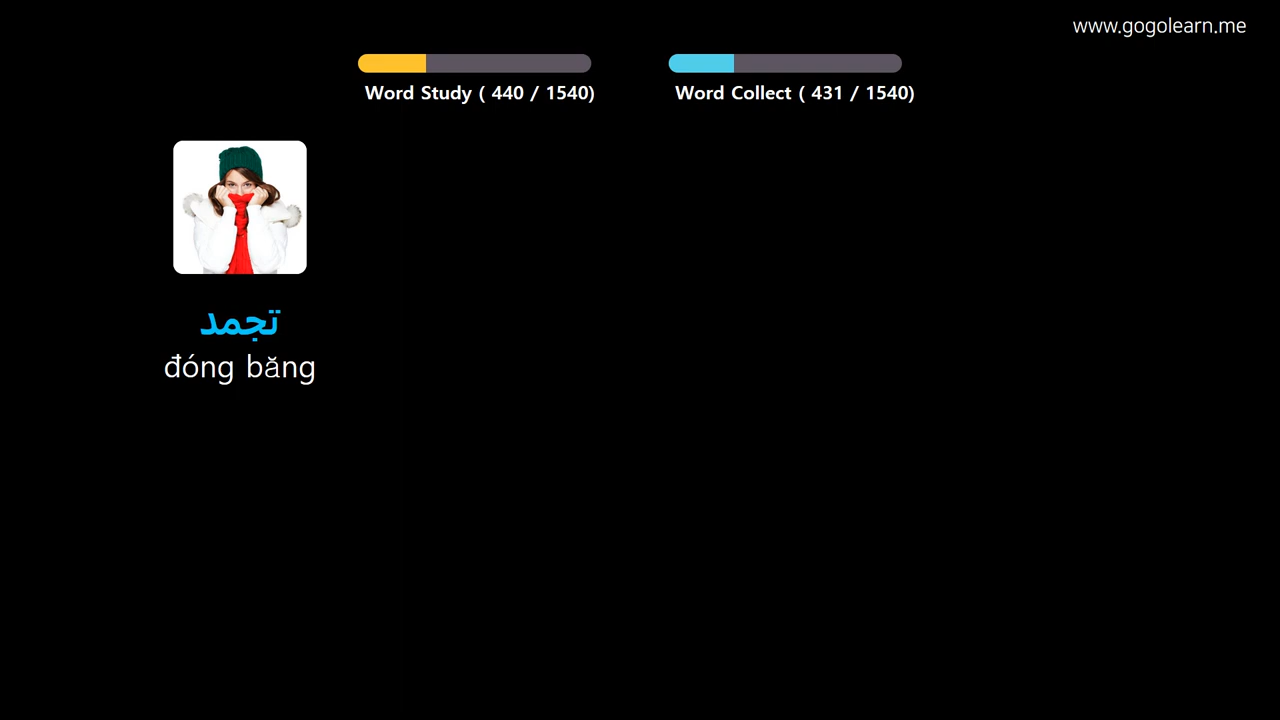 www.gogolearn.me
Word Study ( 440 / 1540)
Word Collect ( 431 / 1540)
تجمد
đóng băng